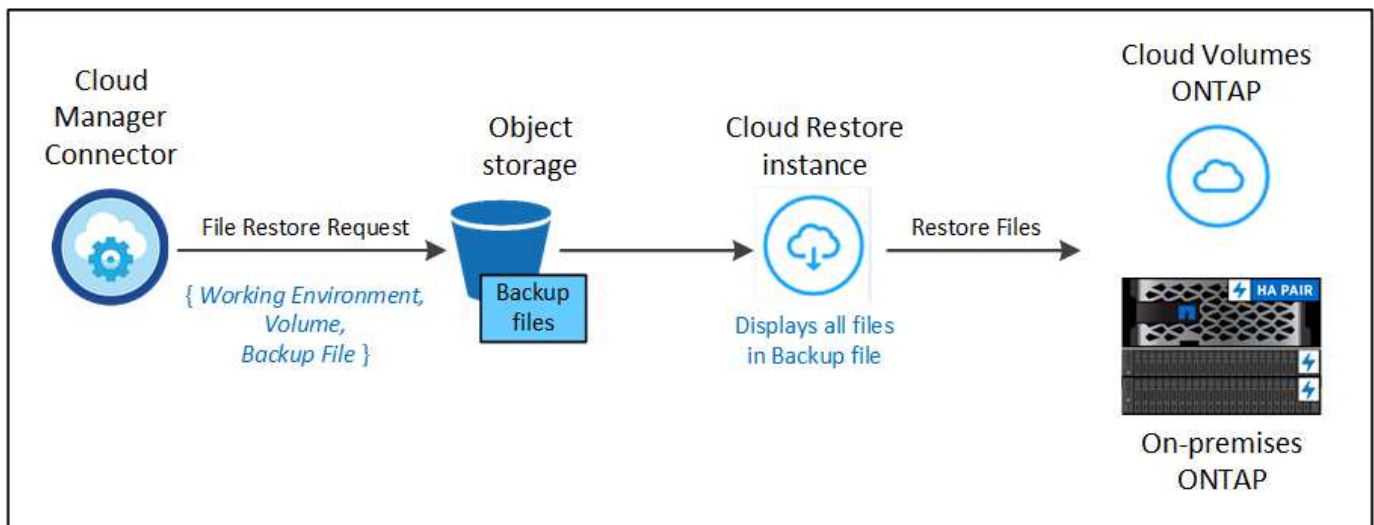 Cloud
Manager
Connector
File Restore Request
{ Working Environment,
Volume,
Backup File }
Object
storage
Backup
files
Cloud Restore
instance
Displays all files
in Backup file
Restore Files
Cloud Volumes
ONTAP
HA PAIR
On-premises
ONTAP